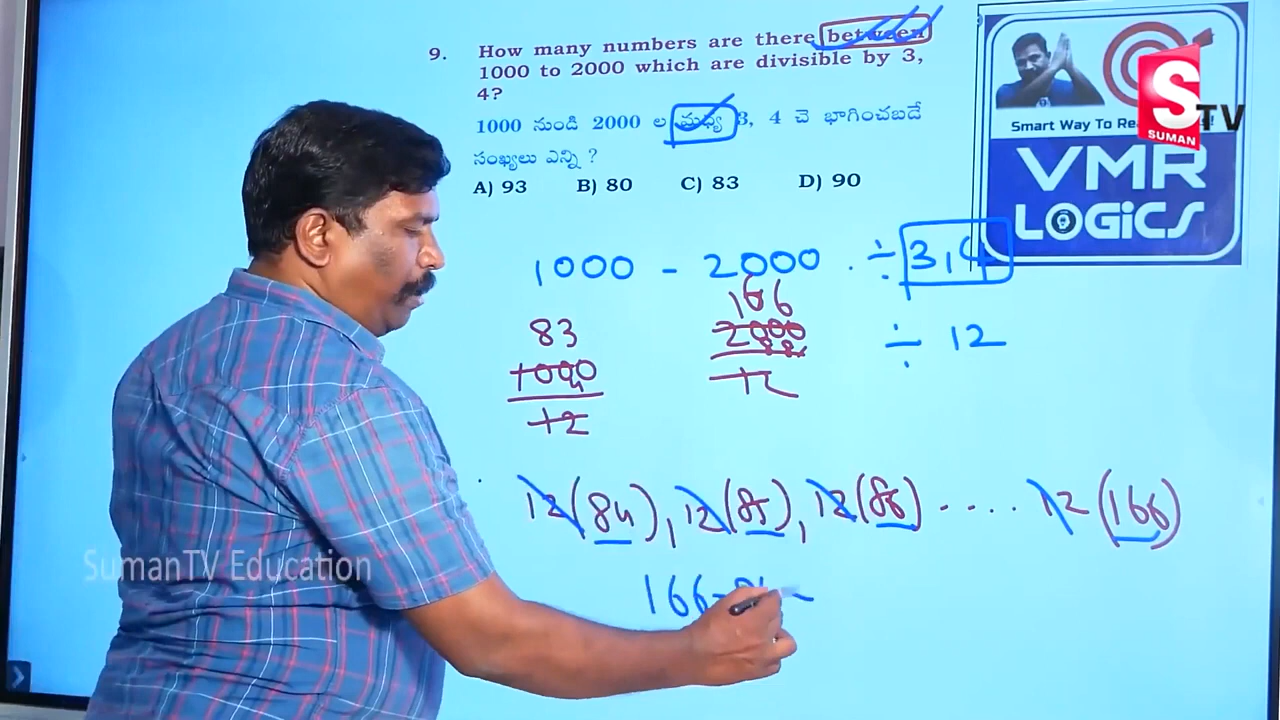 9. How many numbers are there between
1000 to 2000 which are divisible by 3,
4?
1000 నుండి 2000 ల మధ్య 3, 4 చె భాగించబడే
సంఖ్యలు ఎన్ని ?
A) 93 B) 80 C) 83 D) 90
Smart Way To
VMR
LOGiCS
S TV
SUMAN
1000 - 2000 ÷ 3,4
83
1000
12
166
2000
12
÷ 12
12(84), 12(85), 12(86) .... 12(166)
166-
SumanTV Education